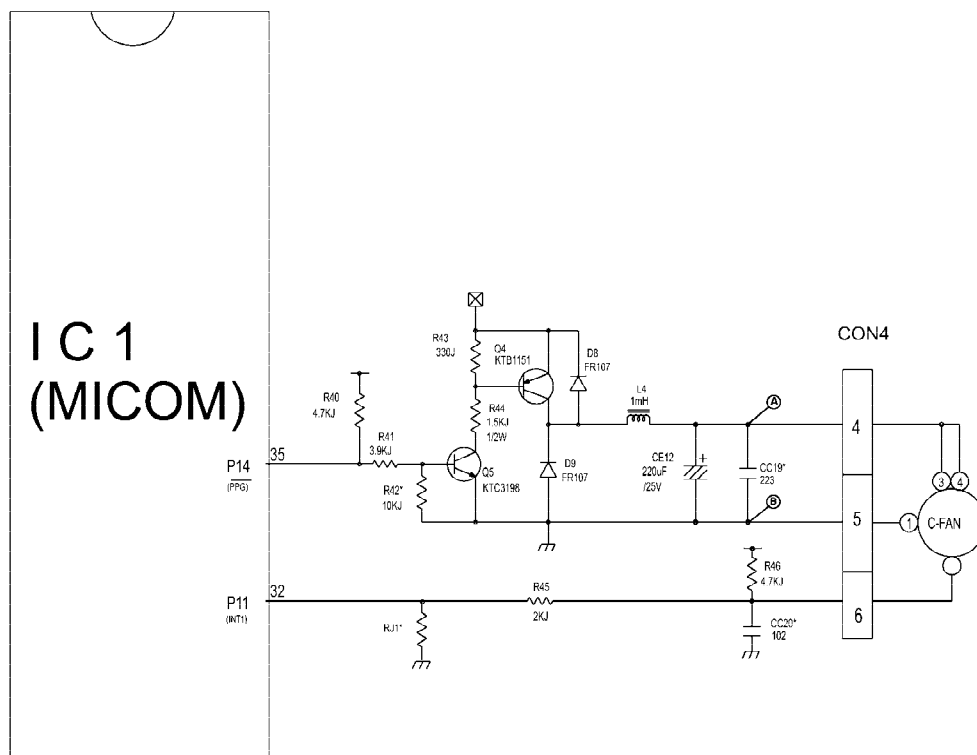 I C 1
(MICOM)
P14
(PPG)
35
P11
(INT1)
32
R40
4.7KJ
R41
3.9KJ
R42*
10KJ
R43
330J
R44
1.5KJ
1/2W
Q4
KTB1151
Q5
KTC3198
D8
FR107
D9
FR107
L4
1mH
CE12
220uF
/25V
+
A
B
CC19*
223
CON4
4
5
6
3
4
1
C-FAN
R46
4.7KJ
R45
2KJ
RJ1*
CC20*
102